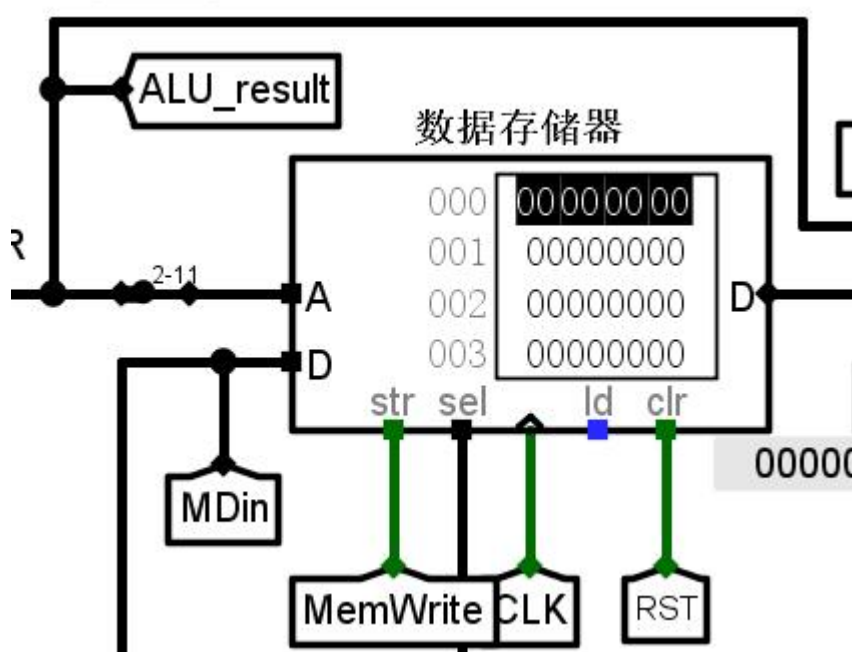 ALU_result
数据存储器
R
2-11
A
D
000 00000000
001 00000000
002 00000000
003 00000000
D
str sel ld clr
MDin
MemWrite
CLK
RST
00000